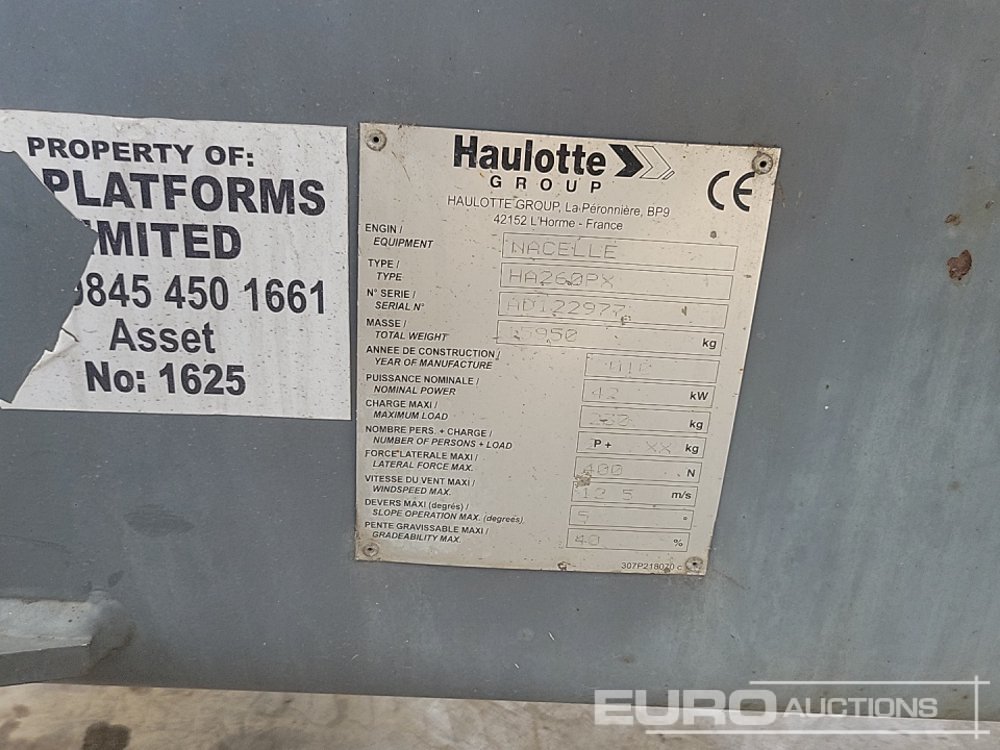 PROPERTY OF:
PLATFORMS
MITED
845 450 1661
Asset
No: 1625
Haulotte
GROUP
HAULOTTE GROUP, La Péronnière, BP9
42152 L'Horme - France
CE
ENGIN /
EQUIPMENT
NACELLE
TYPE /
TYPE
HA260PX
N° SERIE /
SERIAL N°
AD122977
MASSE /
TOTAL WEIGHT
kg
ANNEE DE CONSTRUCTION /
YEAR OF MANUFACTURE
PUISSANCE NOMINALE /
NOMINAL POWER
42 kW
CHARGE MAXI /
MAXIMUM LOAD
kg
NOMBRE PERS. + CHARGE /
NUMBER OF PERSONS + LOAD
P + XX kg
FORCE LATERALE MAXI /
LATERAL FORCE MAX.
400 N
VITESSE DU VENT MAXI /
WINDSPEED MAX.
12 5 m/s
DEVERS MAXI (degrés) /
SLOPE OPERATION MAX. (degrees)
5 °
PENTE GRAVISSABLE MAXI /
GRADEABILITY MAX.
40 %
307P218070 c
EURO AUCTIONS